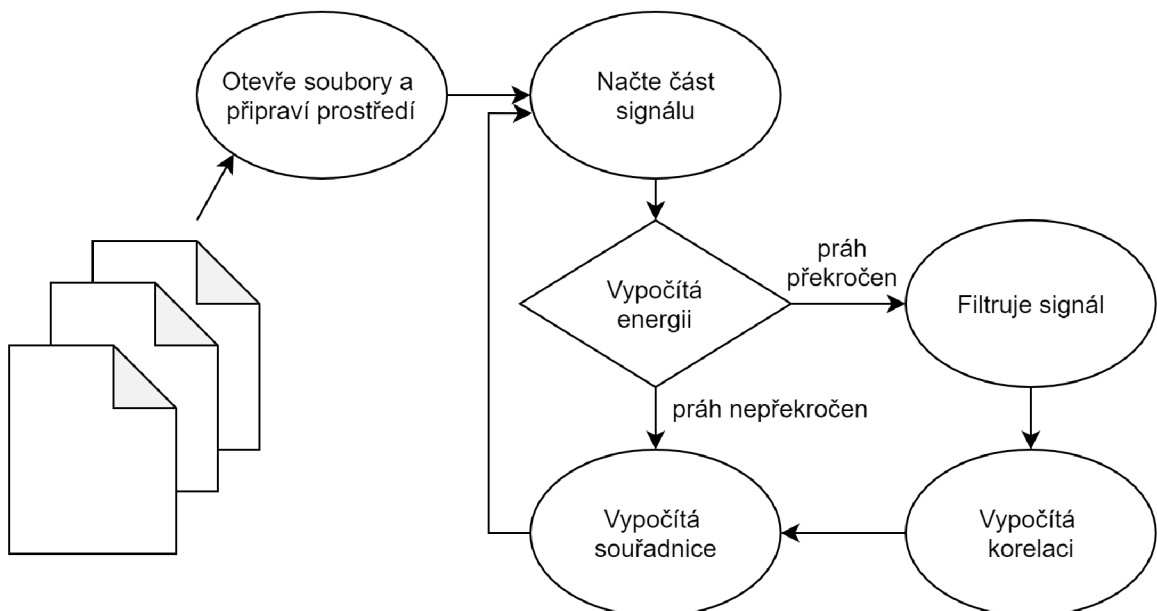 Otevře soubory a
připraví prostředí
Načte část
signálu
Vypočítá
energii
práh
překročen
Filtruje signál
práh nepřekročen
Vypočítá
souřadnice
Vypočítá
korelaci